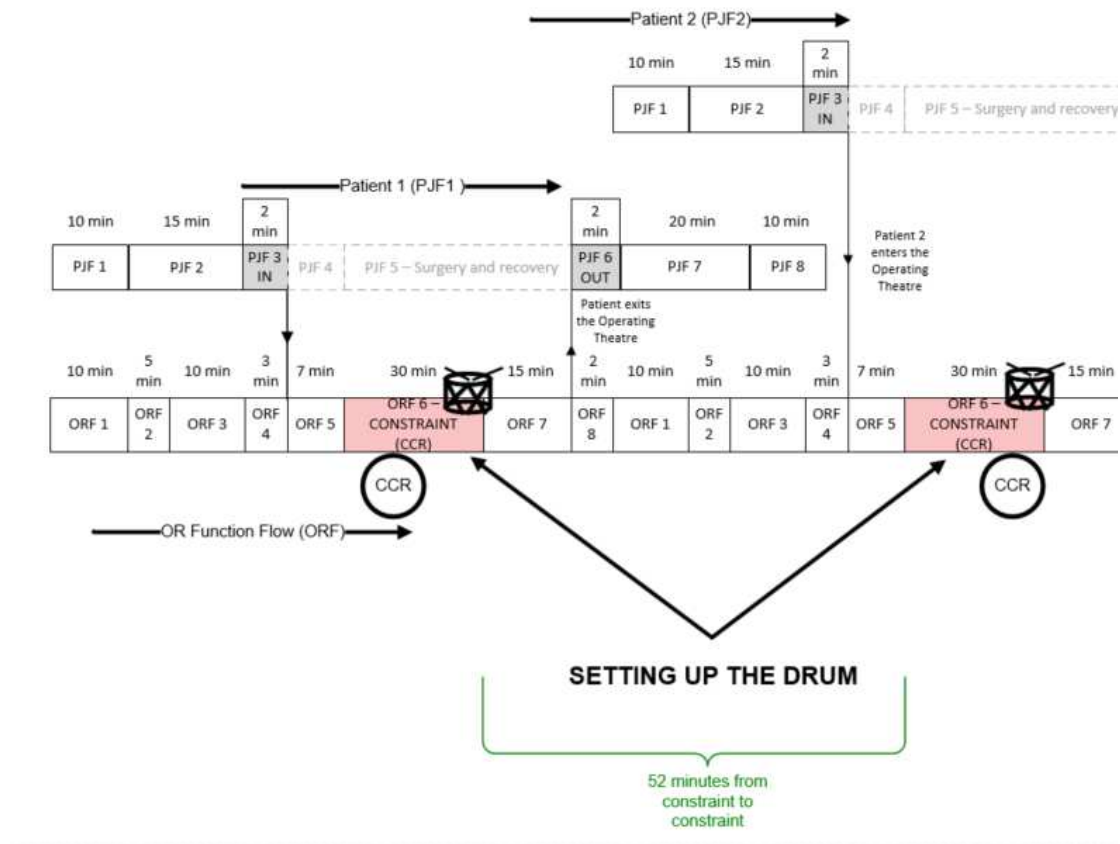 Patient 2 (PJF2)
10 min
15 min
2
min
PJF 1
PJF 2
PJF 3
IN
PJF 4
PJF 5 – Surgery and recovery
Patient 1 (PJF1 )
10 min
15 min
2
min
2
min
20 min
10 min
PJF 1
PJF 2
PJF 3
IN
PJF 4
PJF 5 – Surgery and recovery
PJF 6
OUT
PJF 7
PJF 8
Patient 2
enters the
Operating
Theatre
Patient exits
the Operating
Theatre
10 min
5
min
10 min
3
min
7 min
30 min
15 min
2
min
10 min
5
min
10 min
3
min
7 min
30 min
15 min
ORF 1
ORF
2
ORF 3
ORF
4
ORF 5
ORF 6 –
CONSTRAINT
(CCR)
ORF 7
ORF
8
ORF 1
ORF
2
ORF 3
ORF
4
ORF 5
ORF 6 –
CONSTRAINT
(CCR)
ORF 7
CCR
CCR
OR Function Flow (ORF)
SETTING UP THE DRUM
52 minutes from
constraint to
constraint